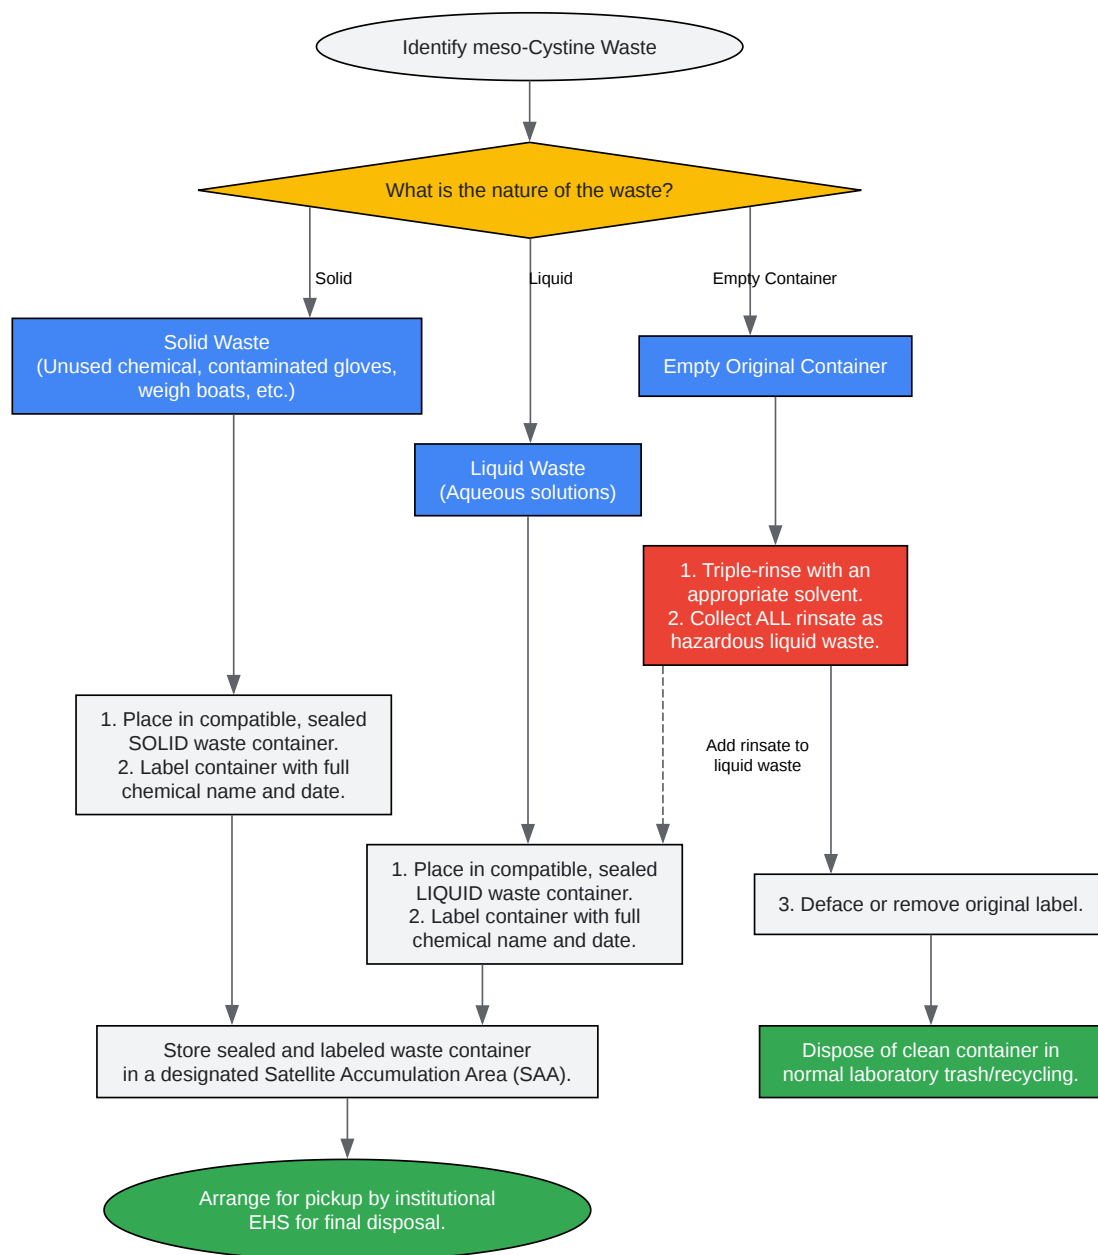 Identify meso-Cystine Waste
What is the nature of the waste?
Solid
Liquid
Empty Container
Solid Waste
(Unused chemical, contaminated gloves,
weigh boats, etc.)
Empty Original Container
Liquid Waste
(Aqueous solutions)
1. Triple-rinse with an
appropriate solvent.
2. Collect ALL rinsate as
hazardous liquid waste.
1. Place in compatible, sealed
SOLID waste container.
2. Label container with full
chemical name and date.
Add rinsate to
liquid waste
1. Place in compatible, sealed
LIQUID waste container.
2. Label container with full
chemical name and date.
3. Deface or remove original label.
Store sealed and labeled waste container
in a designated Satellite Accumulation Area (SAA).
Dispose of clean container in
normal laboratory trash/recycling.
Arrange for pickup by institutional
EHS for final disposal.